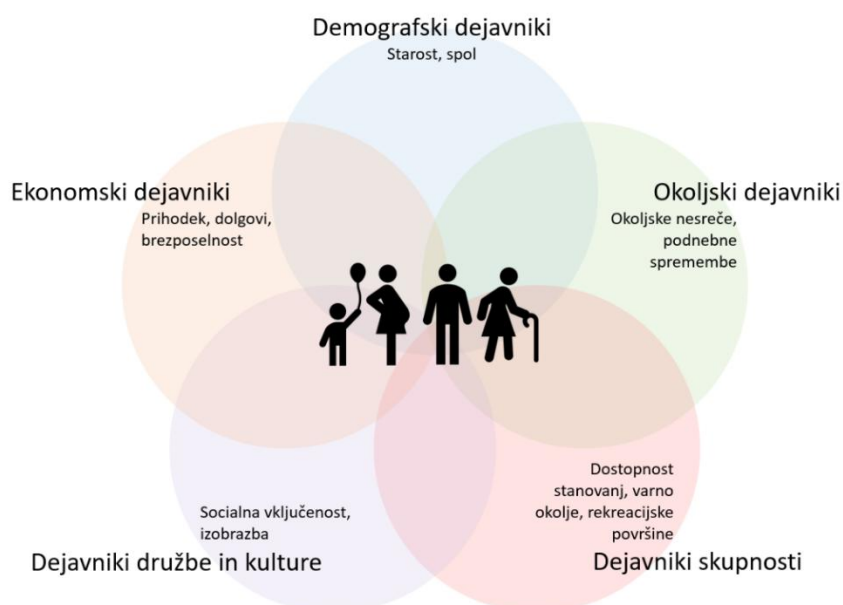 Demografski dejavniki
Starost, spol
Ekonomski dejavniki
Prihodek, dolgovi,
brezposelnost
Okoljski dejavniki
Okoljske nesreče,
podnebne
spremembe
Socialna vključenost,
izobrazba
Dejavniki družbe in kulture
Dostopnost
stanovanj, varno
okolje, rekreacijske
površine
Dejavniki skupnosti